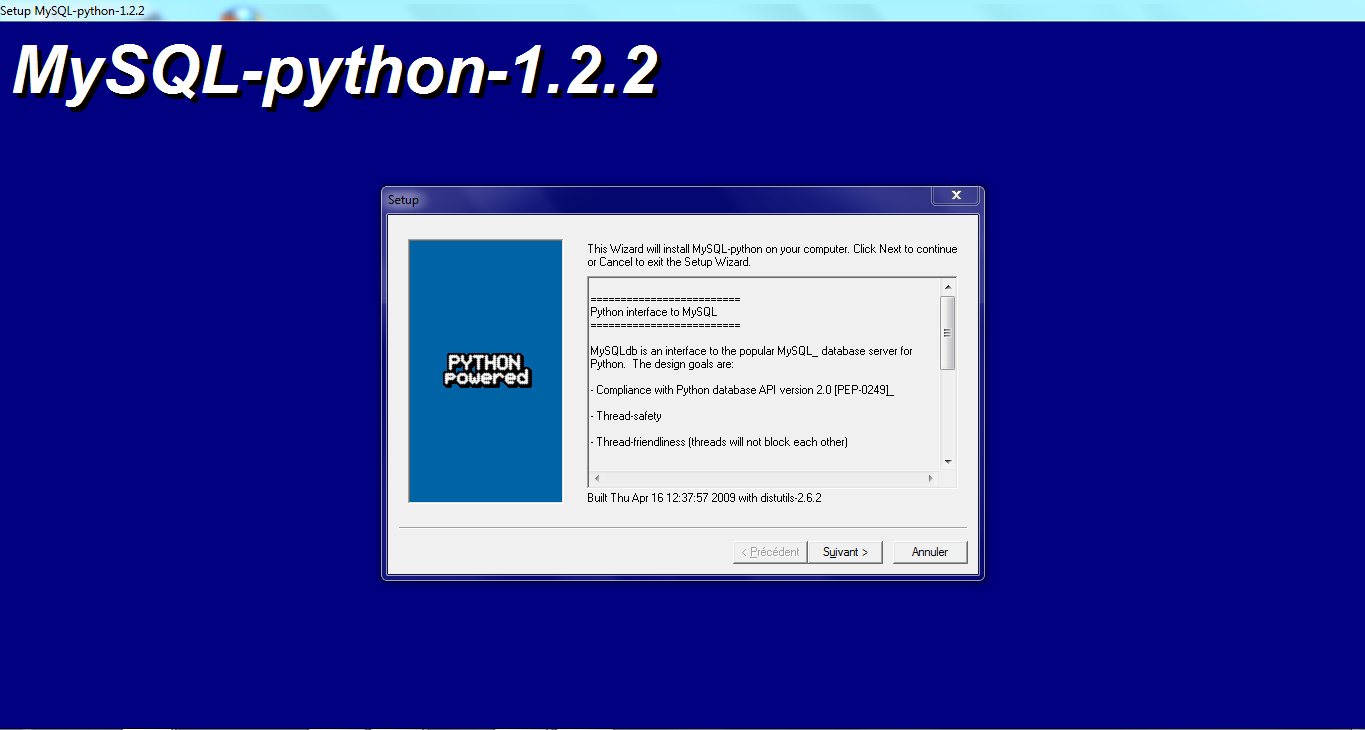 Setup MySQL-python-1.2.2
MySQL-python-1.2.2
Setup
This Wizard will install MySQL-python on your computer. Click Next to continue
or Cancel to exit the Setup Wizard.
=========================
Python interface to MySQL
=========================
MySQLdb is an interface to the popular MySQL_ database server for
Python.  The design goals are:
- Compliance with Python database API version 2.0 [PEP-0249]_
- Thread-safety
- Thread-friendliness (threads will not block each other)
PYTHON
powered
Built Thu Apr 16 12:37:57 2009 with distutils-2.6.2
< Précédent
Suivant >
Annuler